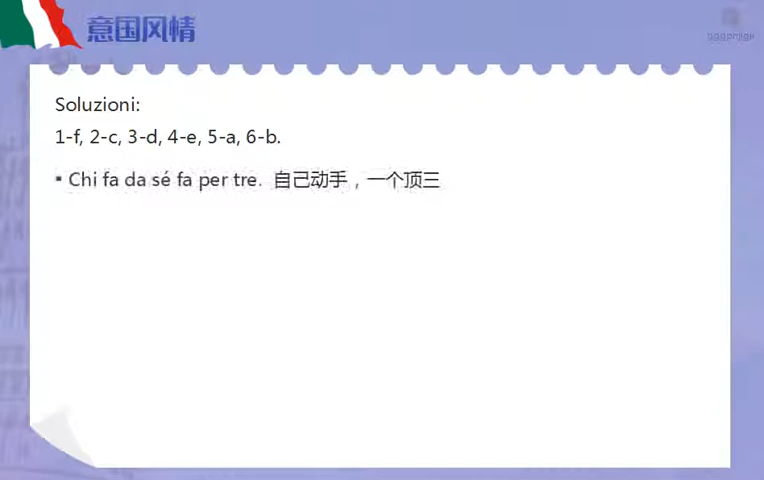 意国风情
Soluzioni:
1-f, 2-c, 3-d, 4-e, 5-a, 6-b.
▪ Chi fa da sé fa per tre. 自己动手，一个顶三